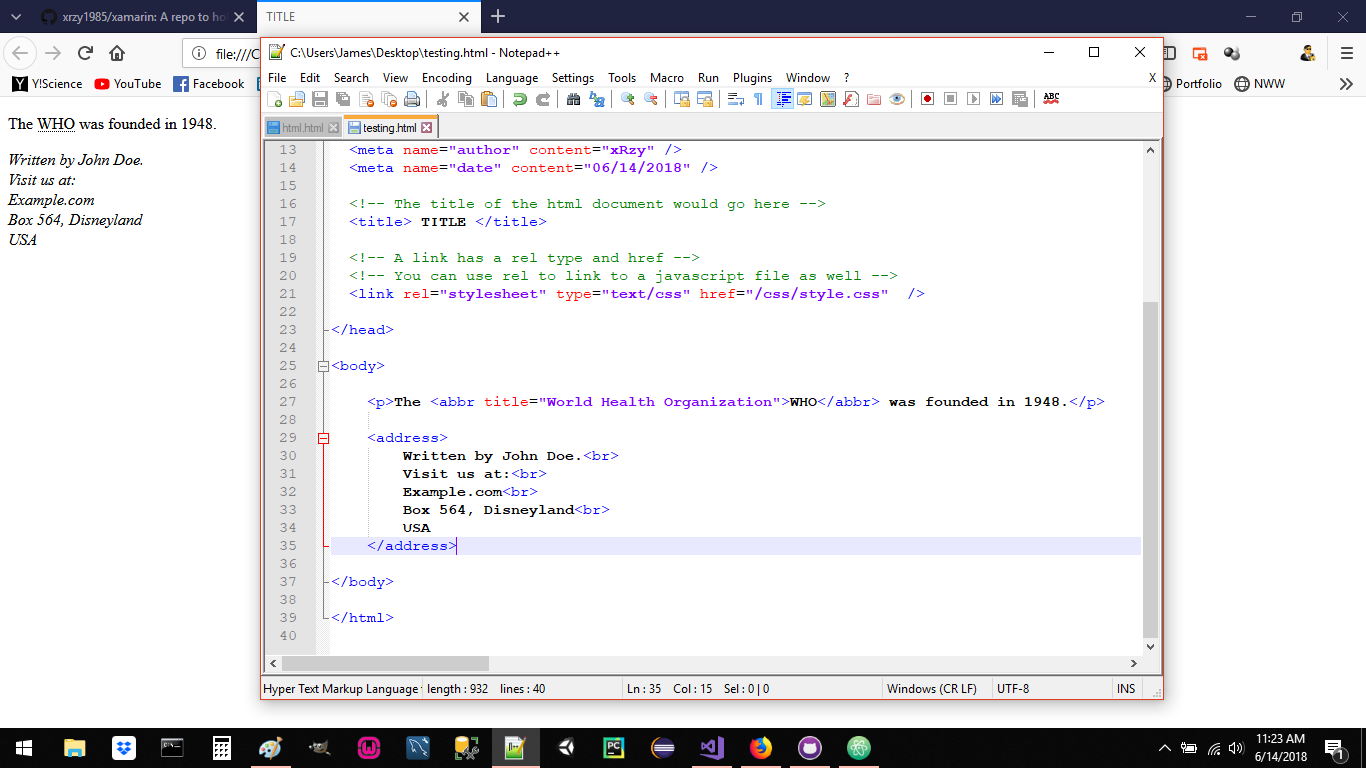 xrzy1985/xamarin: A repo to ho
TITLE
file:///C
Y!Science
YouTube
Facebook
Portfolio
NWW
The WHO was founded in 1948.
Written by John Doe.
Visit us at:
Example.com
Box 564, Disneyland
USA
C:\Users\James\Desktop\testing.html - Notepad++
File Edit Search View Encoding Language Settings Tools Macro Run Plugins Window ? X
ABC
html.html testing.html
13 <meta name="author" content="xRzy" />
14 <meta name="date" content="06/14/2018" />
15
16 <!-- The title of the html document would go here -->
17 <title> TITLE </title>
18
19 <!-- A link has a rel type and href -->
20 <!-- You can use rel to link to a javascript file as well -->
21 <link rel="stylesheet" type="text/css" href="/css/style.css"  />
22
23 </head>
24
25 <body>
26
27 <p>The <abbr title="World Health Organization">WHO</abbr> was founded in 1948.</p>
28
29 <address>
30 Written by John Doe.<br>
31 Visit us at:<br>
32 Example.com<br>
33 Box 564, Disneyland<br>
34 USA
35 </address>
36
37 </body>
38
39 </html>
40
Hyper Text Markup Language length : 932 lines : 40 Ln : 35 Col : 15 Sel : 0 | 0 Windows (CR LF) UTF-8 INS
PC
11:23 AM
6/14/2018
1